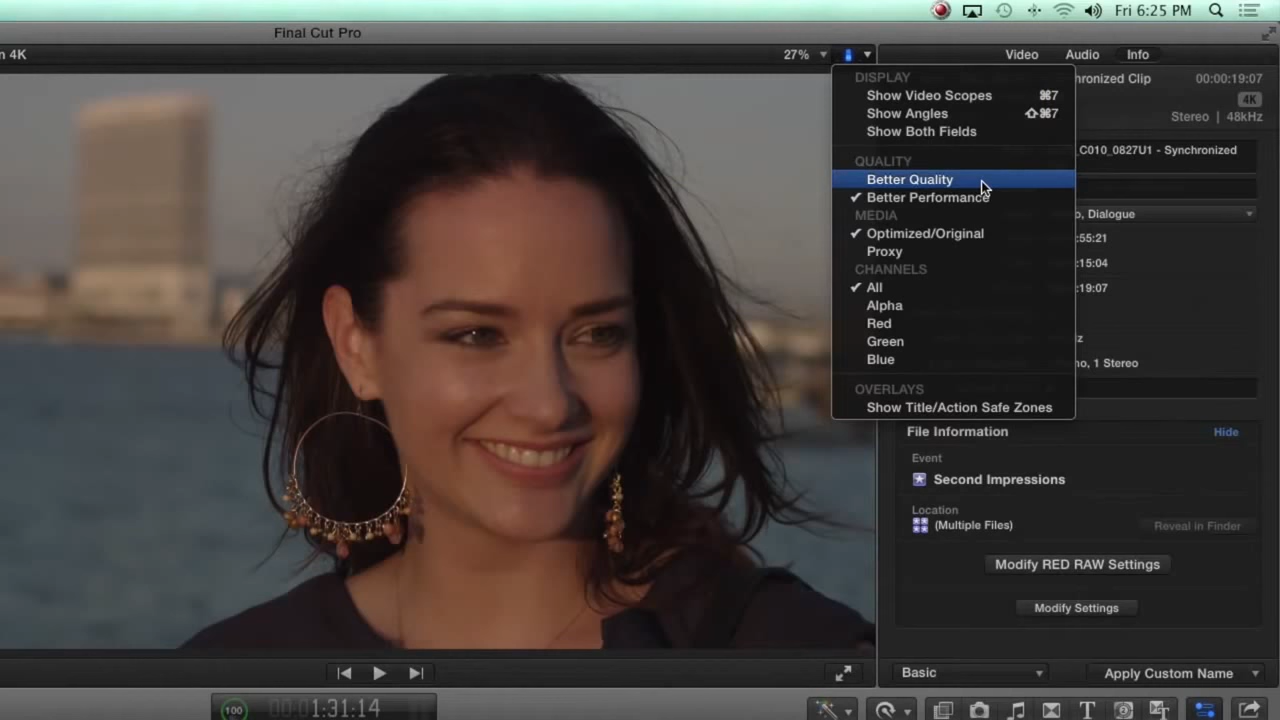 Fri 6:25 PM
Final Cut Pro
n 4K
27%
Video Audio Info
DISPLAY
Show Video Scopes ⌘7
Show Angles ⇧⌘7
Show Both Fields
QUALITY
Better Quality
✔ Better Performance
MEDIA
✔ Optimized/Original
Proxy
CHANNELS
✔ All
Alpha
Red
Green
Blue
OVERLAYS
Show Title/Action Safe Zones
hronized Clip 00:00:19:07
4K
Stereo | 48kHz
_C010_0827U1 - Synchronized
o, Dialogue
:55:21
:15:04
:19:07
z
no, 1 Stereo
File Information Hide
Event
Second Impressions
Location
(Multiple Files) Reveal in Finder
Modify RED RAW Settings
Modify Settings
Basic Apply Custom Name
100 00:01:31:14